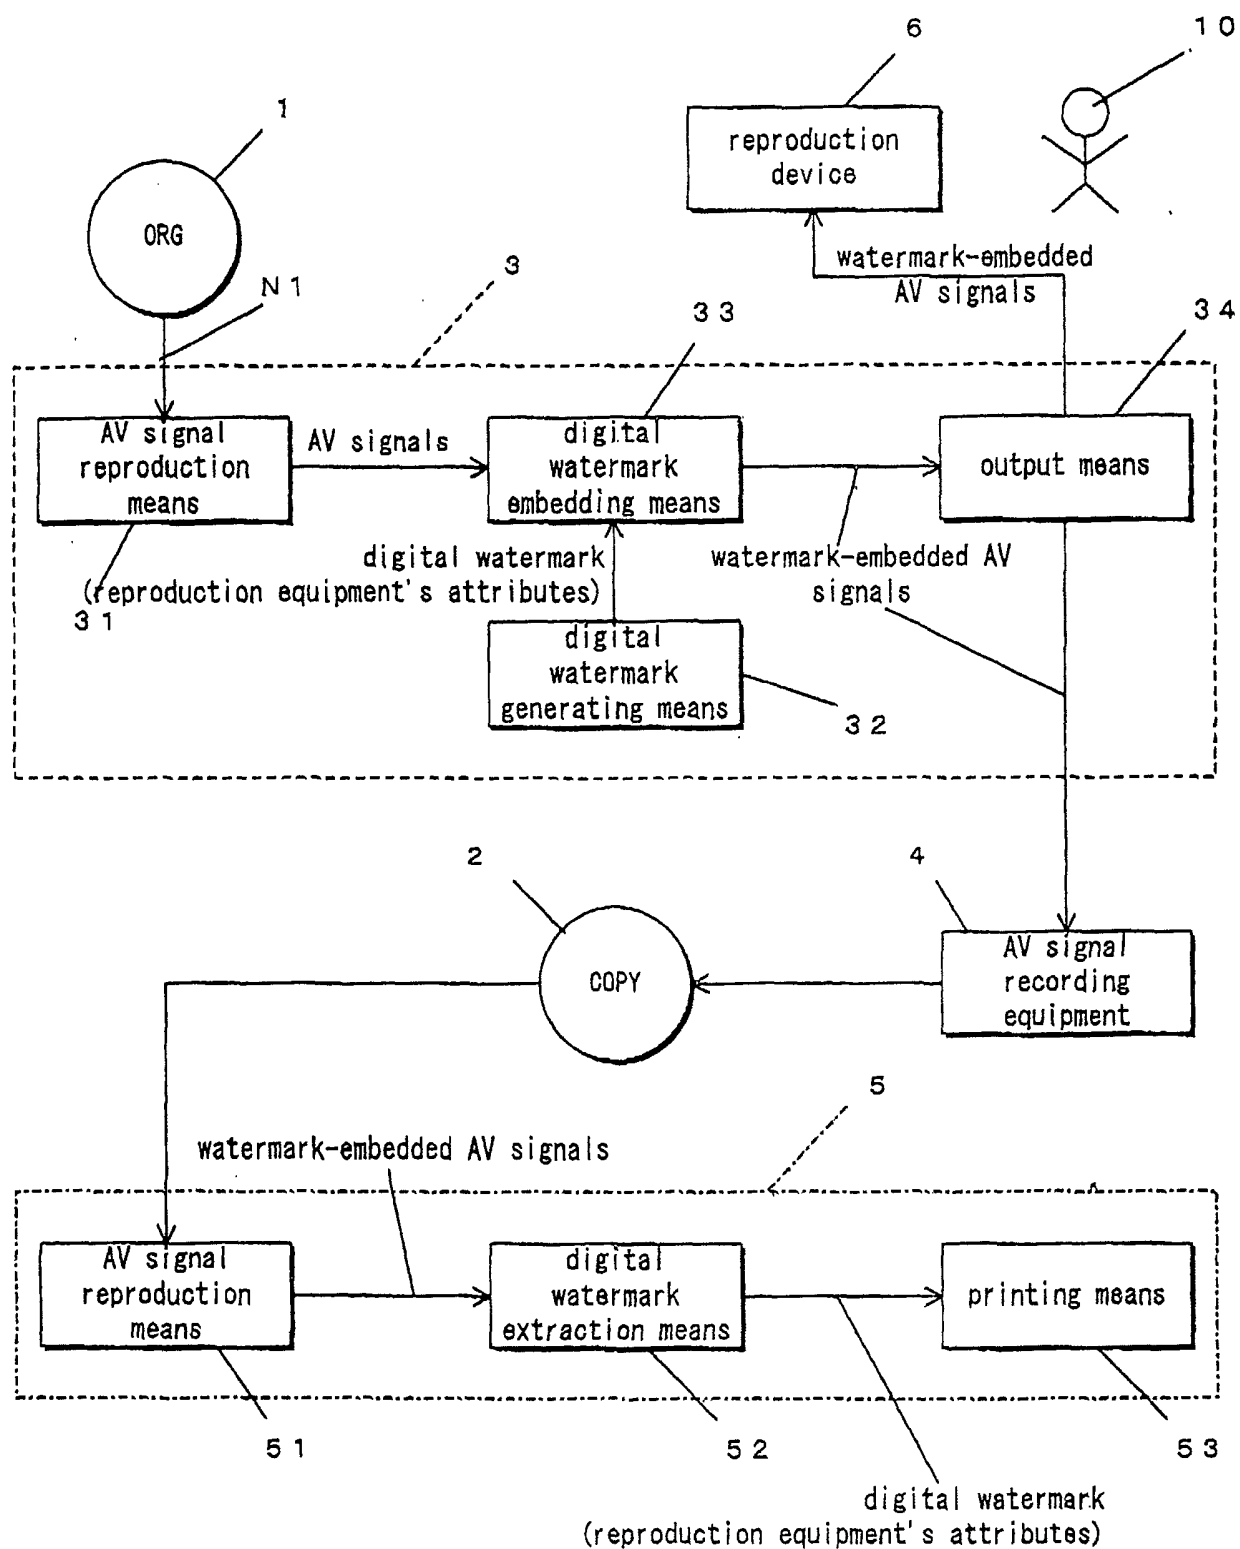 6
10
1
reproduction
device
ORG
watermark-embedded
AV signals
3
N1
33
34
AV signal
reproduction
means
AV signals
digital
watermark
embedding means
output means
digital watermark
(reproduction equipment's attributes)
watermark-embedded AV
signals
31
digital
watermark
generating means
32
2
4
COPY
AV signal
recording
equipment
5
watermark-embedded AV signals
AV signal
reproduction
means
digital
watermark
extraction means
printing means
51
52
53
digital watermark
(reproduction equipment's attributes)